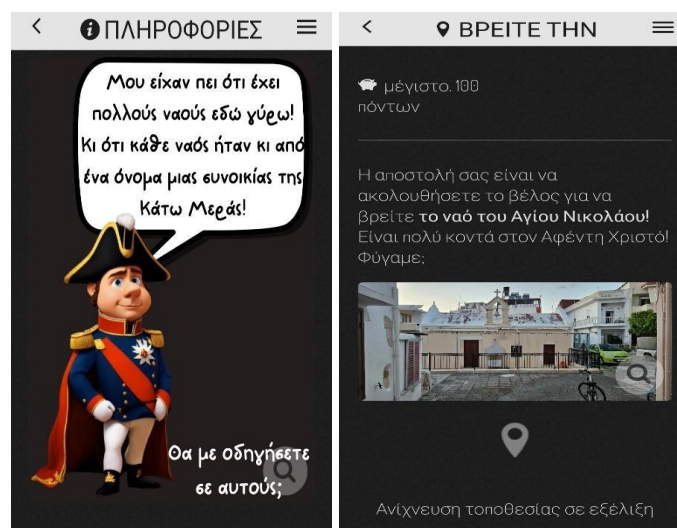 ΠΛΗΡΟΦΟΡΙΕΣ
Μου είχαν πει ότι έχει
πολλούς ναούς εδώ γύρω!
Κι ότι κάθε ναός ήταν κι από
ένα όνομα μιας συνοικίας της
Κάτω Μεράς!
Θα με οδηγήσετε
σε αυτούς;
ΒΡΕΙΤΕ ΤΗΝ
μέγιστο. 100
πόντων
Η αποστολή σας είναι να
ακολουθήσετε το βέλος για να
βρείτε το ναό του Αγίου Νικολάου!
Είναι πολύ κοντά στον Αφέντη Χριστό!
Φύγαμε;
Ανίχνευση τοποθεσίας σε εξέλιξη